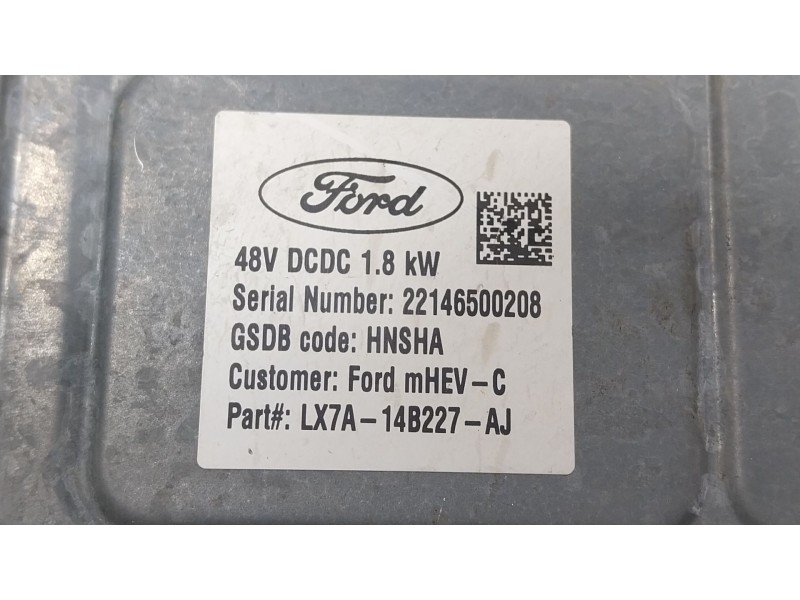 Ford
48V DCDC 1.8 kW
Serial Number: 22146500208
GSDB code: HNSHA
Customer: Ford mHEV-C
Part#: LX7A-14B227-AJ